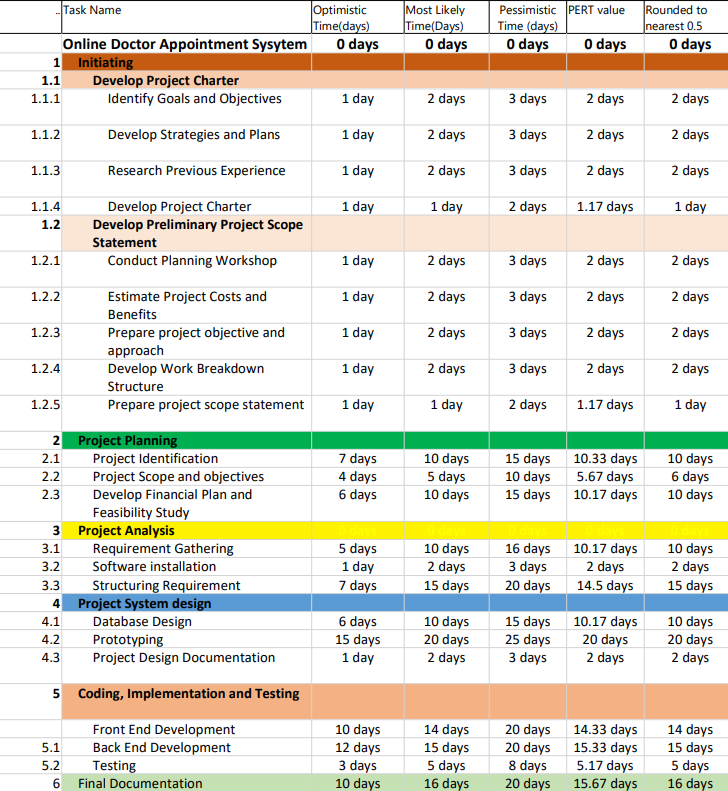 .. Task Name Optimistic Time(days) Most Likely Time(Days) Pessimistic Time (days) PERT value Rounded to nearest 0.5
Online Doctor Appointment Sysytem 0 days 0 days 0 days 0 days 0 days
1 Initiating
1.1 Develop Project Charter
1.1.1 Identify Goals and Objectives 1 day 2 days 3 days 2 days 2 days
1.1.2 Develop Strategies and Plans 1 day 2 days 3 days 2 days 2 days
1.1.3 Research Previous Experience 1 day 2 days 3 days 2 days 2 days
1.1.4 Develop Project Charter 1 day 1 day 2 days 1.17 days 1 day
1.2 Develop Preliminary Project Scope
Statement
1.2.1 Conduct Planning Workshop 1 day 2 days 3 days 2 days 2 days
1.2.2 Estimate Project Costs and 1 day 2 days 3 days 2 days 2 days
Benefits
1.2.3 Prepare project objective and 1 day 2 days 3 days 2 days 2 days
approach
1.2.4 Develop Work Breakdown 1 day 2 days 3 days 2 days 2 days
Structure
1.2.5 Prepare project scope statement 1 day 1 day 2 days 1.17 days 1 day
2 Project Planning
2.1 Project Identification 7 days 10 days 15 days 10.33 days 10 days
2.2 Project Scope and objectives 4 days 5 days 10 days 5.67 days 6 days
2.3 Develop Financial Plan and 6 days 10 days 15 days 10.17 days 10 days
Feasibility Study
3 Project Analysis 0 days 0 days 0 days 0 days 0 days
3.1 Requirement Gathering 5 days 10 days 16 days 10.17 days 10 days
3.2 Software installation 1 day 2 days 3 days 2 days 2 days
3.3 Structuring Requirement 7 days 15 days 20 days 14.5 days 15 days
4 Project System design
4.1 Database Design 6 days 10 days 15 days 10.17 days 10 days
4.2 Prototyping 15 days 20 days 25 days 20 days 20 days
4.3 Project Design Documentation 1 day 2 days 3 days 2 days 2 days
5 Coding, Implementation and Testing
Front End Development 10 days 14 days 20 days 14.33 days 14 days
5.1 Back End Development 12 days 15 days 20 days 15.33 days 15 days
5.2 Testing 3 days 5 days 8 days 5.17 days 5 days
6 Final Documentation 10 days 16 days 20 days 15.67 days 16 days